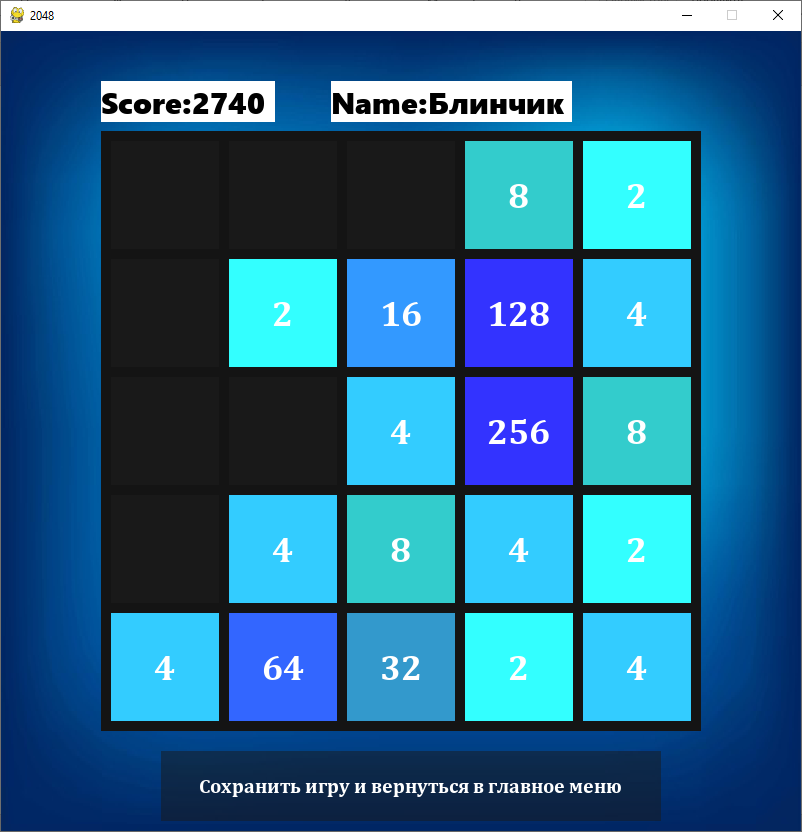 2048
Score:2740 Name:Блинчик
8 2
2 16 128 4
4 256 8
4 8 4 2
4 64 32 2 4
Сохранить игру и вернуться в главное меню